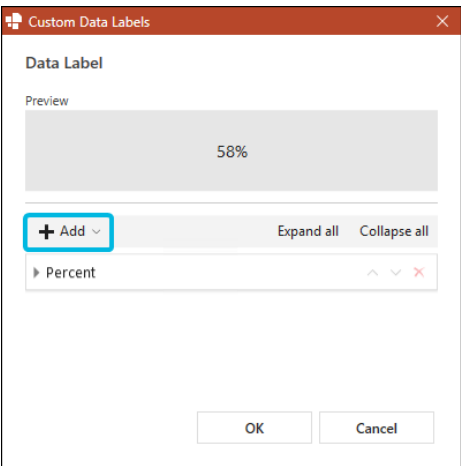 Custom Data Labels
Data Label
Preview
58%
Add
Expand all Collapse all
Percent
OK Cancel